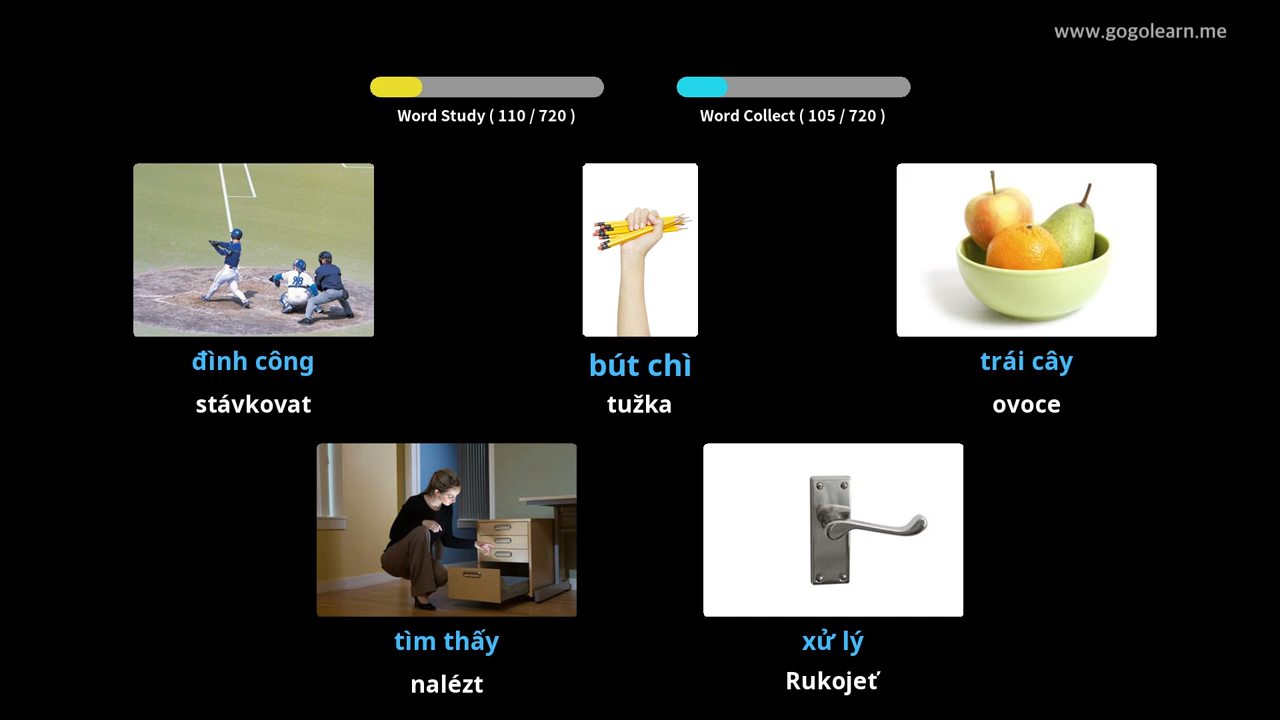 www.gogolearn.me
Word Study ( 110 / 720 )
Word Collect ( 105 / 720 )
đình công
bút chì
trái cây
stávkovat
tužka
ovoce
tìm thấy
xử lý
nalézt
Rukojeť